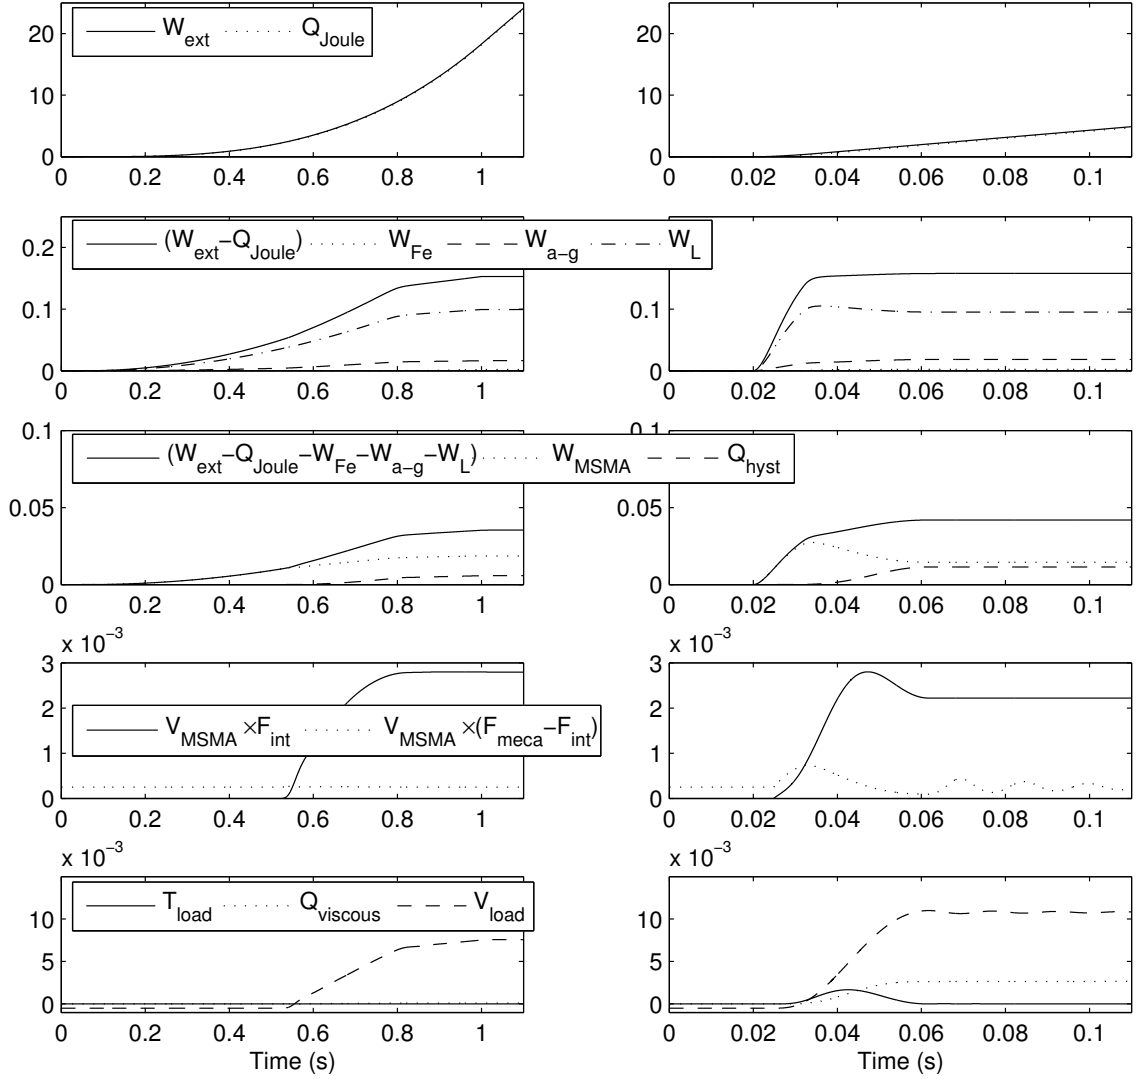 W_ext Q_Joule
20
10
0
0 0.2 0.4 0.6 0.8 1
20
10
0
0 0.02 0.04 0.06 0.08 0.1
(W_ext−Q_Joule) W_Fe W_a−g W_L
0.2
0.1
0
0 0.2 0.4 0.6 0.8 1
0.2
0.1
0
0 0.02 0.04 0.06 0.08 0.1
(W_ext−Q_Joule−W_Fe−W_a−g−W_L) W_MSMA Q_hyst
0.1
0.05
0
0 0.2 0.4 0.6 0.8 1
0.1
0.05
0
0 0.02 0.04 0.06 0.08 0.1
x 10^−3
V_MSMA ×F_int V_MSMA ×(F_meca−F_int)
3
2
1
0
0 0.2 0.4 0.6 0.8 1
x 10^−3
3
2
1
0
0 0.02 0.04 0.06 0.08 0.1
x 10^−3
T_load Q_viscous V_load
10
5
0
0 0.2 0.4 0.6 0.8 1
Time (s)
x 10^−3
10
5
0
0 0.02 0.04 0.06 0.08 0.1
Time (s)